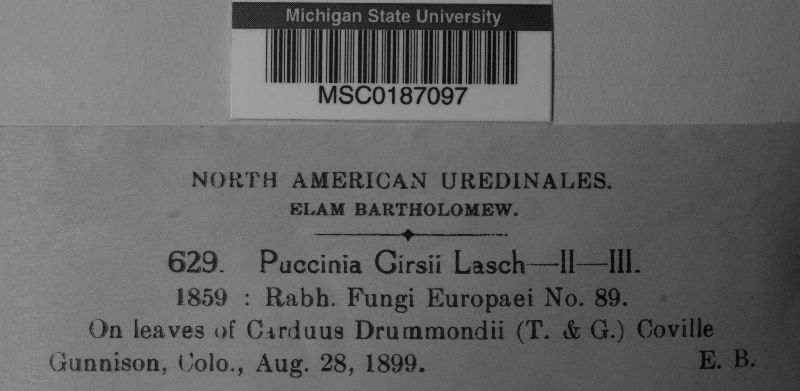 Michigan State University
MSC0187097
NORTH AMERICAN UREDINALES.
ELAM BARTHOLOMEW.
629. Puccinia Cirsii Lasch—II—III.
1859 : Rabh. Fungi Europaei No. 89.
On leaves of Carduus Drummondii (T. & G.) Coville
Gunnison, Colo., Aug. 28, 1899. E. B.